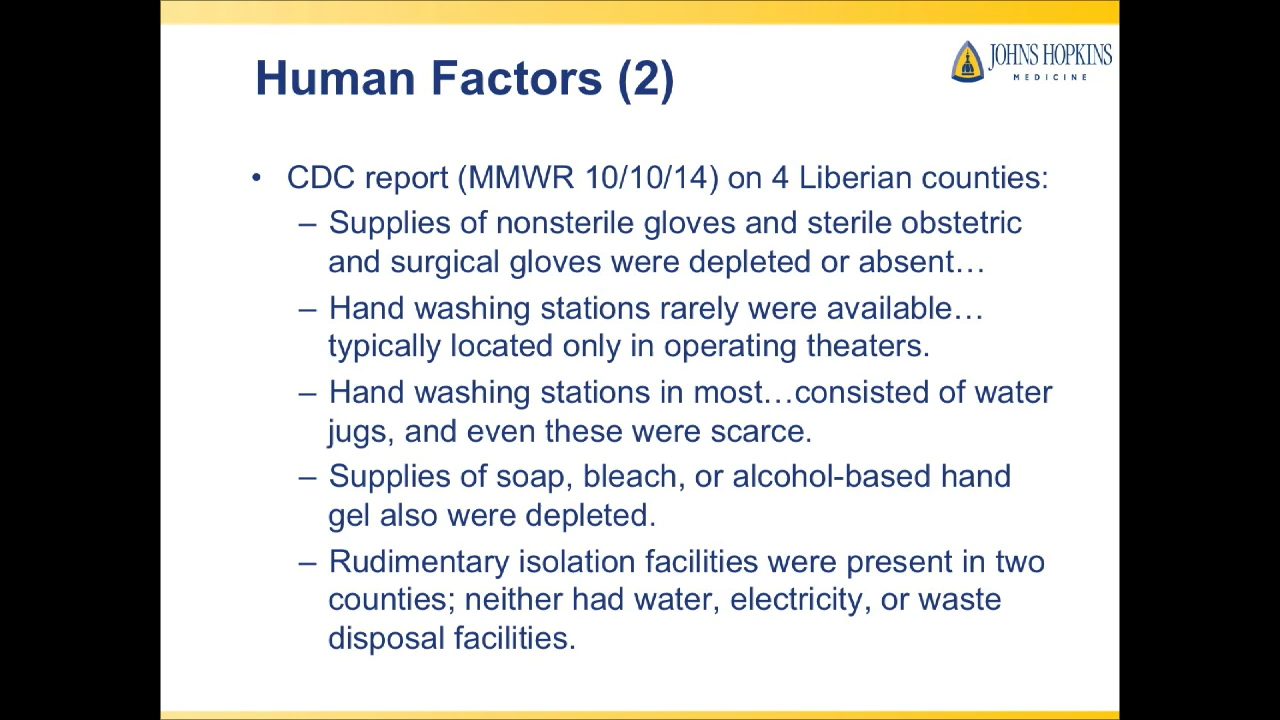 Human Factors (2)
JOHNS HOPKINS
MEDICINE
• CDC report (MMWR 10/10/14) on 4 Liberian counties:
– Supplies of nonsterile gloves and sterile obstetric
and surgical gloves were depleted or absent…
– Hand washing stations rarely were available…
typically located only in operating theaters.
– Hand washing stations in most…consisted of water
jugs, and even these were scarce.
– Supplies of soap, bleach, or alcohol-based hand
gel also were depleted.
– Rudimentary isolation facilities were present in two
counties; neither had water, electricity, or waste
disposal facilities.